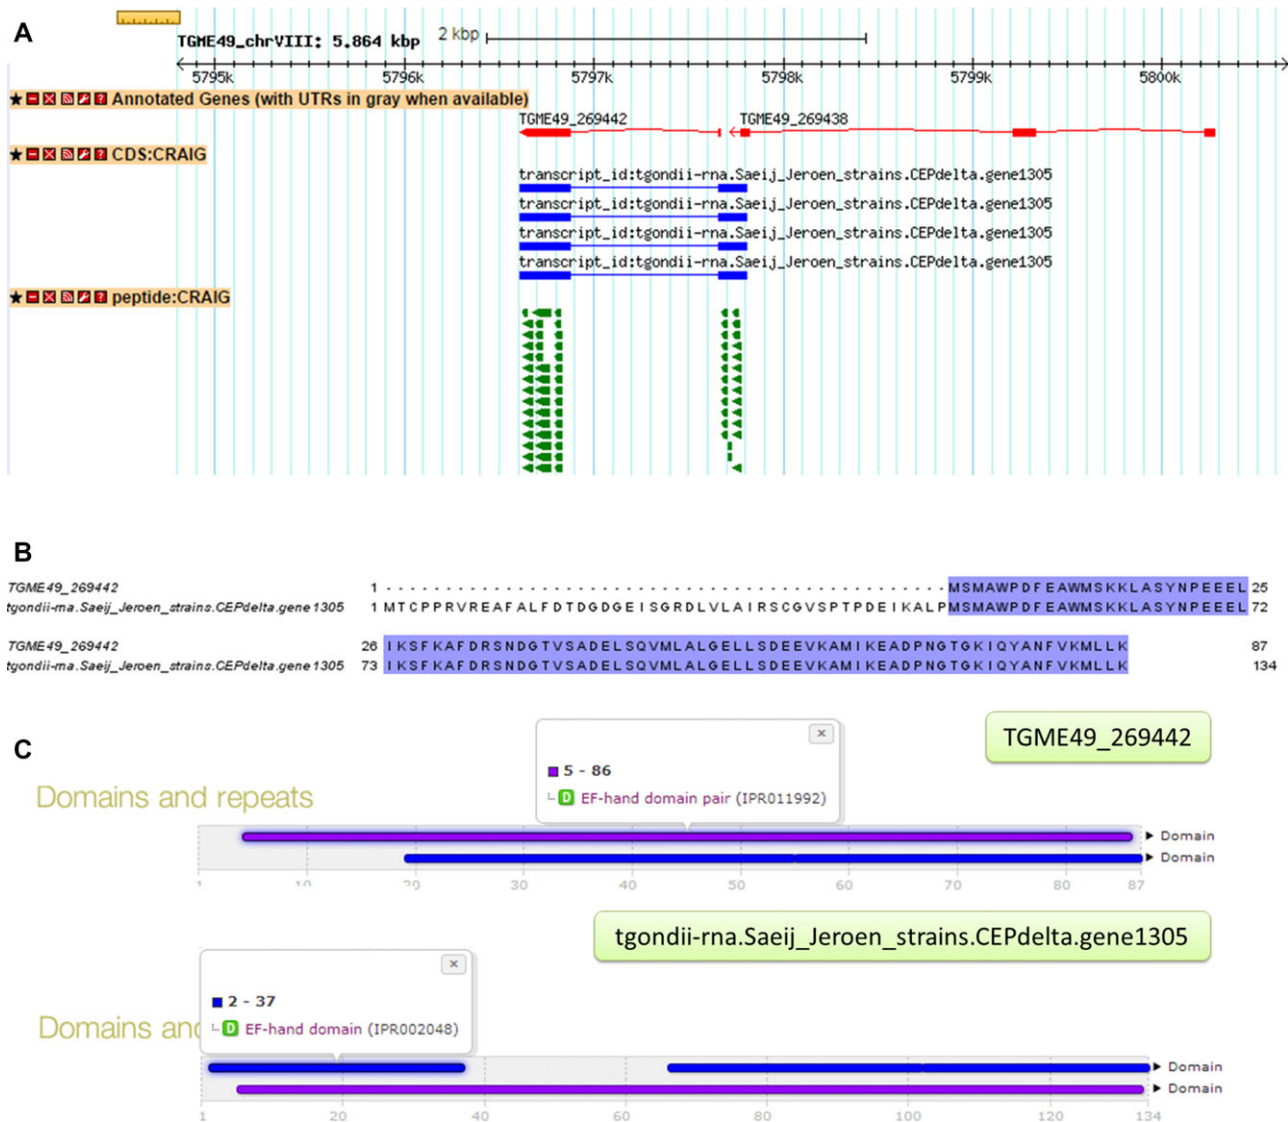 A
TGME49_chrVIII: 5.864 kbp
2 kbp
5795k 5796k 5797k 5798k 5799k 5800k
Annotated Genes (with UTRs in gray when available)
TGME49_269442 TGME49_269438
CDS:CRAIG
transcript_id:tgondii-rna.Saeij_Jeroen_strains.CEPdelta.gene1305
transcript_id:tgondii-rna.Saeij_Jeroen_strains.CEPdelta.gene1305
transcript_id:tgondii-rna.Saeij_Jeroen_strains.CEPdelta.gene1305
transcript_id:tgondii-rna.Saeij_Jeroen_strains.CEPdelta.gene1305
peptide:CRAIG
B
TGME49_269442 1 - - - - - - - - - - - - - - - - - - - - - - - - - - - - - - - - - - - - - - - - - - - - - - - MSMAWPDFEAWMSKKLASYNPEEEL 25
tgondii-rna.Saeij_Jeroen_strains.CEPdelta.gene1305 1 MTCPPRVREAFALFDTDGDGEISGRDLVLAIRSCGVSPTPDEIKALPMSMAWPDFEAWMSKKLASYNPEEEL 72
TGME49_269442 26 IKSFKAFDRSNDGTVSADELSQVMLALGELLSDEEVKAMIKEADPNGTGKIQYANFVKMLLK 87
tgondii-rna.Saeij_Jeroen_strains.CEPdelta.gene1305 73 IKSFKAFDRSNDGTVSADELSQVMLALGELLSDEEVKAMIKEADPNGTGKIQYANFVKMLLK 134
C
TGME49_269442
5 - 86
D EF-hand domain pair (IPR011992)
Domains and repeats
Domain
Domain
1 10 20 30 40 50 60 70 80 87
tgondii-rna.Saeij_Jeroen_strains.CEPdelta.gene1305
2 - 37
D EF-hand domain (IPR002048)
Domains and
Domain
Domain
1 20 40 60 80 100 120 134